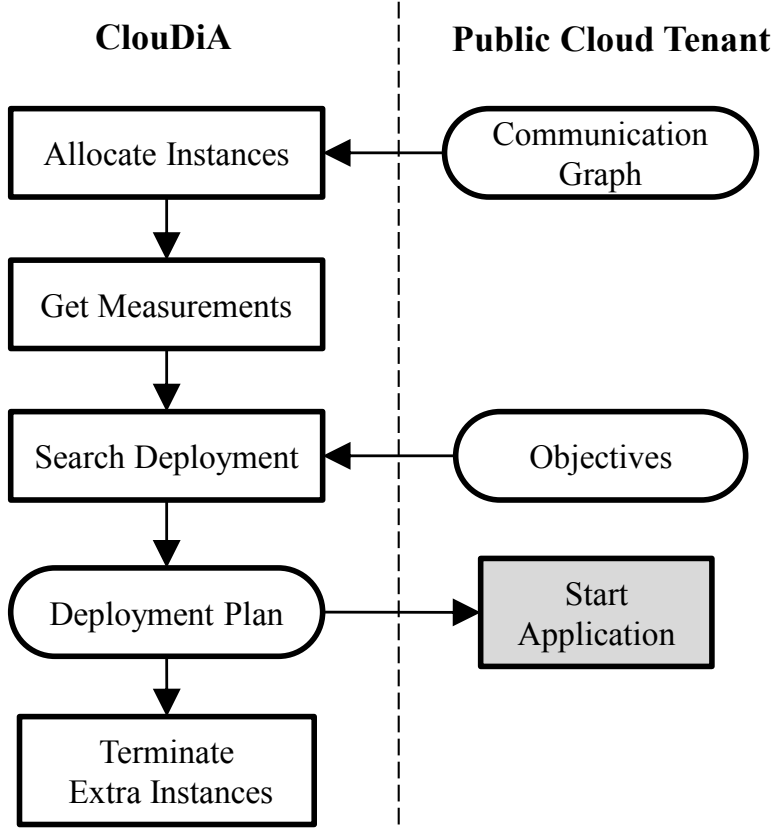 ClouDiA
Public Cloud Tenant
Allocate Instances
Communication
Graph
Get Measurements
Search Deployment
Objectives
Deployment Plan
Start
Application
Terminate
Extra Instances